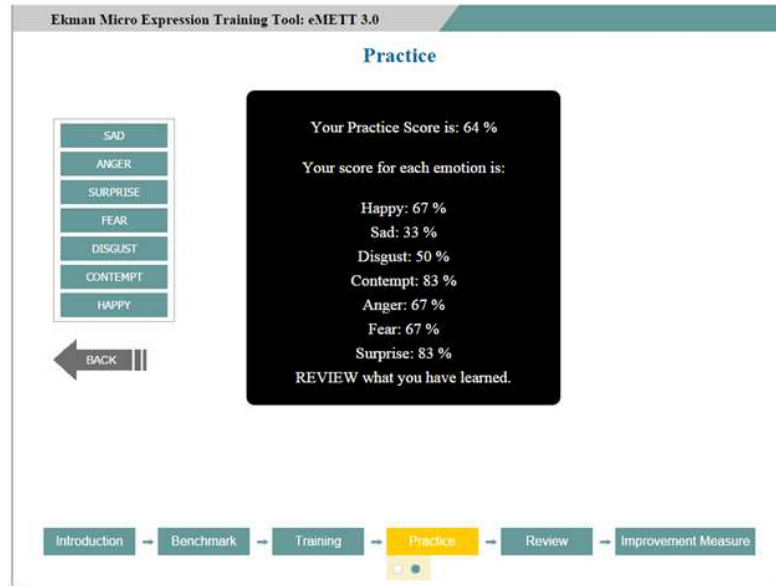 Ekman Micro Expression Training Tool: eMETT 3.0
Practice
SAD
ANGER
SURPRISE
FEAR
DISGUST
CONTEMPT
HAPPY
BACK
Your Practice Score is: 64 %
Your score for each emotion is:
Happy: 67 %
Sad: 33 %
Disgust: 50 %
Contempt: 83 %
Anger: 67 %
Fear: 67 %
Surprise: 83 %
REVIEW what you have learned.
Introduction
Benchmark
Training
Practice
Review
Improvement Measure